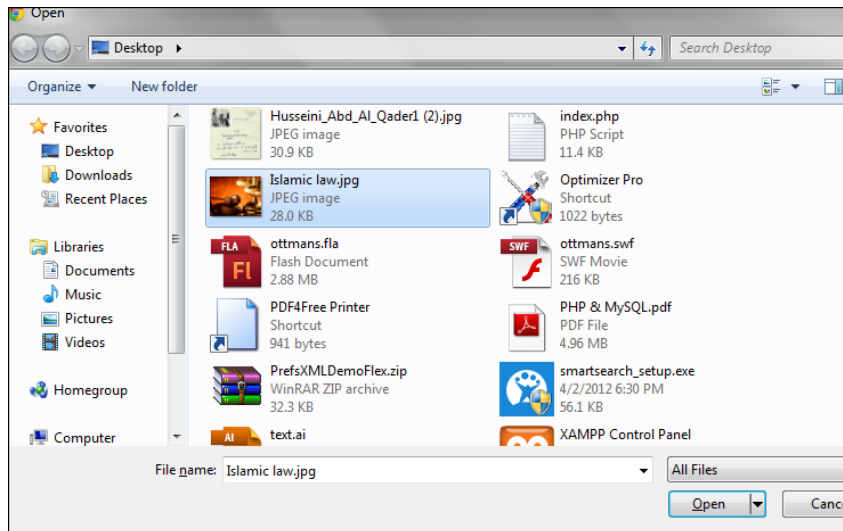 Open
Desktop
Search Desktop
Organize
New folder
Favorites
Desktop
Downloads
Recent Places
Libraries
Documents
Music
Pictures
Videos
Homegroup
Computer
Husseini_Abd_Al_Qader1 (2).jpg
JPEG image
30.9 KB
index.php
PHP Script
11.4 KB
Islamic law.jpg
JPEG image
28.0 KB
Optimizer Pro
Shortcut
1022 bytes
FLA
Fl
ottmans.fla
Flash Document
2.88 MB
SWF
ottmans.swf
SWF Movie
216 KB
PDF4Free Printer
Shortcut
941 bytes
PHP & MySQL.pdf
PDF File
4.96 MB
PrefsXMLDemoFlex.zip
WinRAR ZIP archive
32.3 KB
smartsearch_setup.exe
4/2/2012 6:30 PM
56.1 KB
AI
text.ai
XAMPP Control Panel
File name: Islamic law.jpg
All Files
Open
Canc